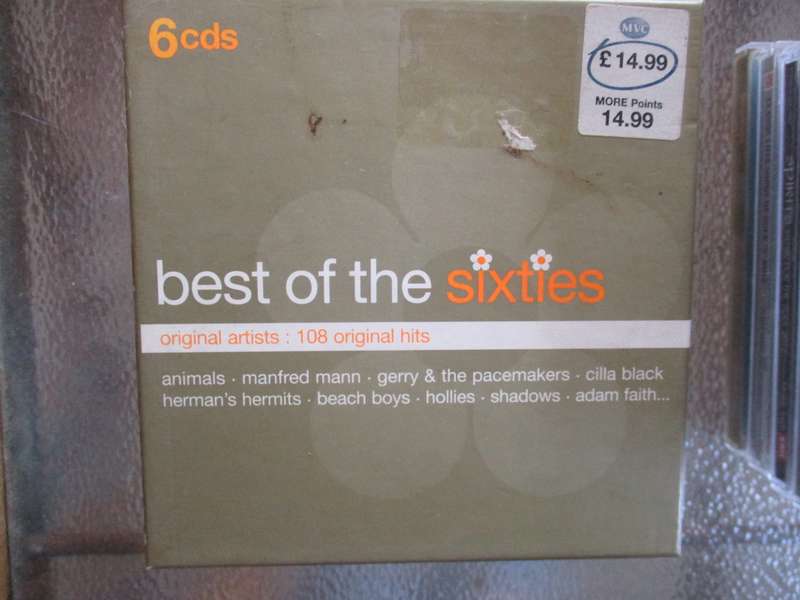 6cds
MVC
£14.99
MORE Points
14.99
best of the sixties
original artists : 108 original hits
animals · manfred mann · gerry & the pacemakers · cilla black
herman's hermits · beach boys · hollies · shadows · adam faith...